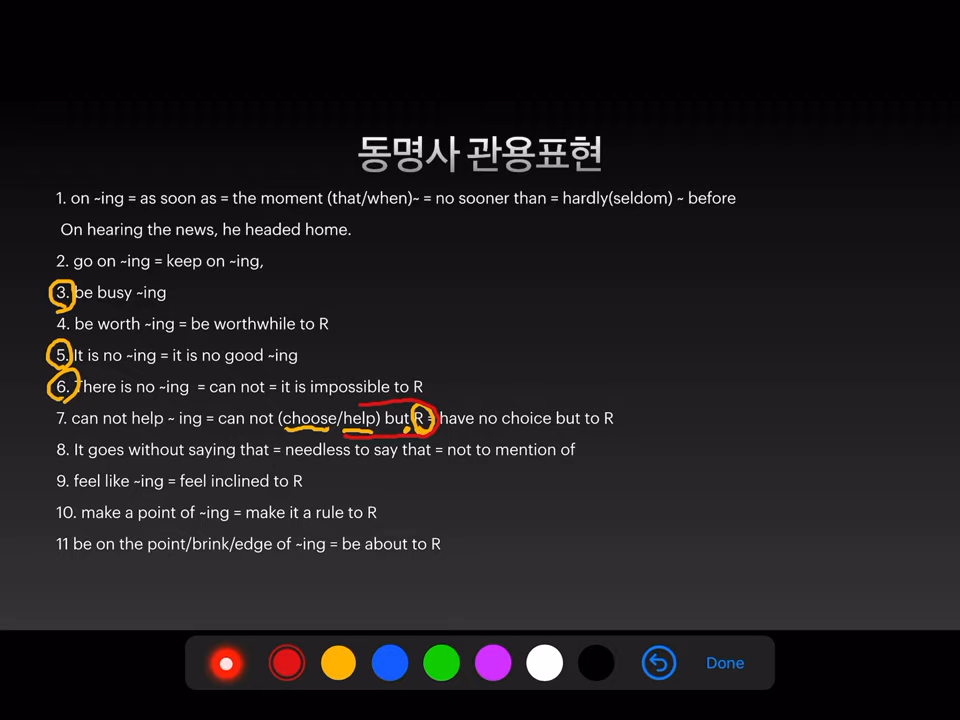 동명사 관용표현
1. on ~ing = as soon as = the moment (that/when)~ = no sooner than = hardly(seldom) ~ before
On hearing the news, he headed home.
2. go on ~ing = keep on ~ing,
3. be busy ~ing
4. be worth ~ing = be worthwhile to R
5. It is no ~ing = it is no good ~ing
6. There is no ~ing = can not = it is impossible to R
7. can not help ~ ing = can not (choose/help) but R = have no choice but to R
8. It goes without saying that = needless to say that = not to mention of
9. feel like ~ing = feel inclined to R
10. make a point of ~ing = make it a rule to R
11 be on the point/brink/edge of ~ing = be about to R
Done